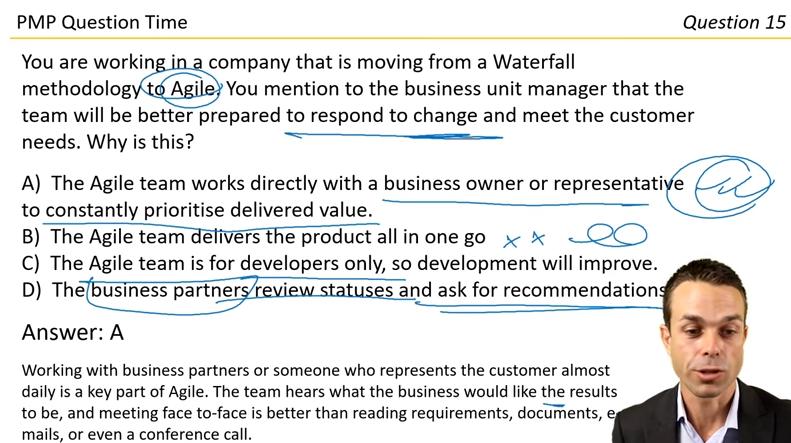 PMP Question Time
Question 15
You are working in a company that is moving from a Waterfall
methodology to Agile. You mention to the business unit manager that the
team will be better prepared to respond to change and meet the customer
needs. Why is this?
A) The Agile team works directly with a business owner or representative
to constantly prioritise delivered value.
B) The Agile team delivers the product all in one go
C) The Agile team is for developers only, so development will improve.
D) The business partners review statuses and ask for recommendations
Answer: A
Working with business partners or someone who represents the customer almost
daily is a key part of Agile. The team hears what the business would like the results
to be, and meeting face to-face is better than reading requirements, documents, e-
mails, or even a conference call.